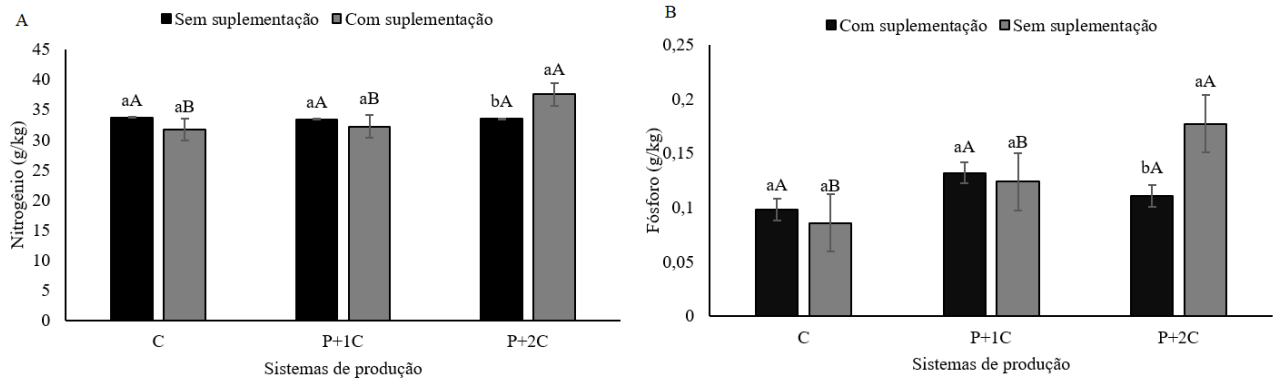 A
Sem suplementação Com suplementação
45
40
35
30
25
20
15
10
5
0
Nitrogênio (g/kg)
aA aB aA aB bA aA
C P+1C P+2C
Sistemas de produção
B
Com suplementação Sem suplementação
0,25
0,2
0,15
0,1
0,05
0
Fósforo (g/kg)
aA aB aA aB bA aA
C P+1C P+2C
Sistemas de produção